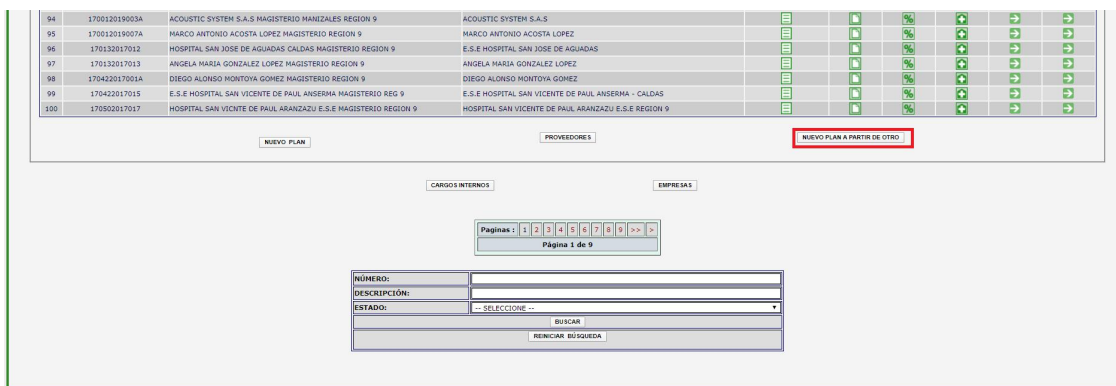 94 170012019003A ACOUSTIC SYSTEM S.A.S MAGISTERIO MANIZALES REGION 9 ACOUSTIC SYSTEM S.A.S
95 170012019007A MARCO ANTONIO ACOSTA LOPEZ MAGISTERIO REGION 9 MARCO ANTONIO ACOSTA LOPEZ
96 170132017012 HOSPITAL SAN JOSE DE AGUADAS CALDAS MAGISTERIO REGION 9 E.S.E HOSPITAL SAN JOSE DE AGUADAS
97 170132017013 ANGELA MARIA GONZALEZ LOPEZ MAGISTERIO REGION 9 ANGELA MARIA GONZALEZ LOPEZ
98 170422017001A DIEGO ALONSO MONTOYA GOMEZ MAGISTERIO REGION 9 DIEGO ALONSO MONTOYA GOMEZ
99 170422017015 E.S.E HOSPITAL SAN VICENTE DE PAUL ANSERMA MAGISTERIO REG 9 E.S.E HOSPITAL SAN VICENTE DE PAUL ANSERMA - CALDAS
100 170502017017 HOSPITAL SAN VICNTE DE PAUL ARANZAZU E.S.E MAGISTERIO REGION 9 HOSPITAL SAN VICENTE DE PAUL ARANZAZU E.S.E REGION 9
NUEVO PLAN PROVEEDORES NUEVO PLAN A PARTIR DE OTRO
CARGOS INTERNOS EMPRESAS
Paginas : 1 2 3 4 5 6 7 8 9 >> >
Página 1 de 9
NÚMERO:
DESCRIPCIÓN:
ESTADO: -- SELECCIONE --
BUSCAR
REINICIAR BÚSQUEDA